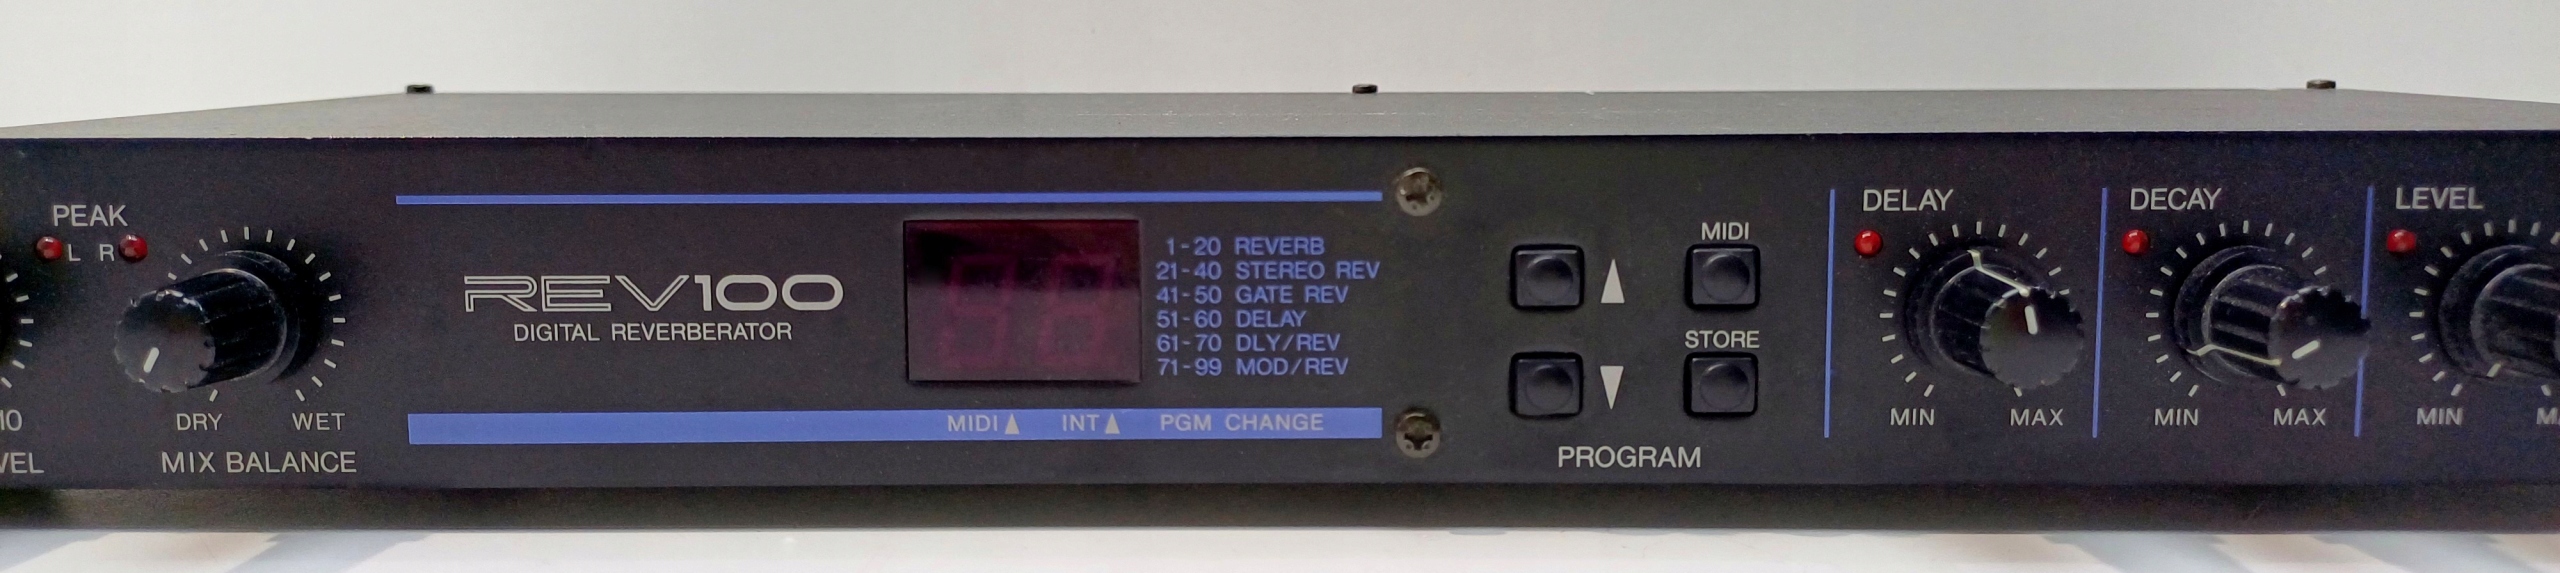 PEAK
L R
10
VEL
DRY WET
MIX BALANCE
REV100
DIGITAL REVERBERATOR
1-20 REVERB
21-40 STEREO REV
41-50 GATE REV
51-60 DELAY
61-70 DLY/REV
71-99 MOD/REV
MIDI▲ INT▲ PGM CHANGE
▲
MIDI
▼
STORE
PROGRAM
DELAY
MIN MAX
DECAY
MIN MAX
LEVEL
MIN